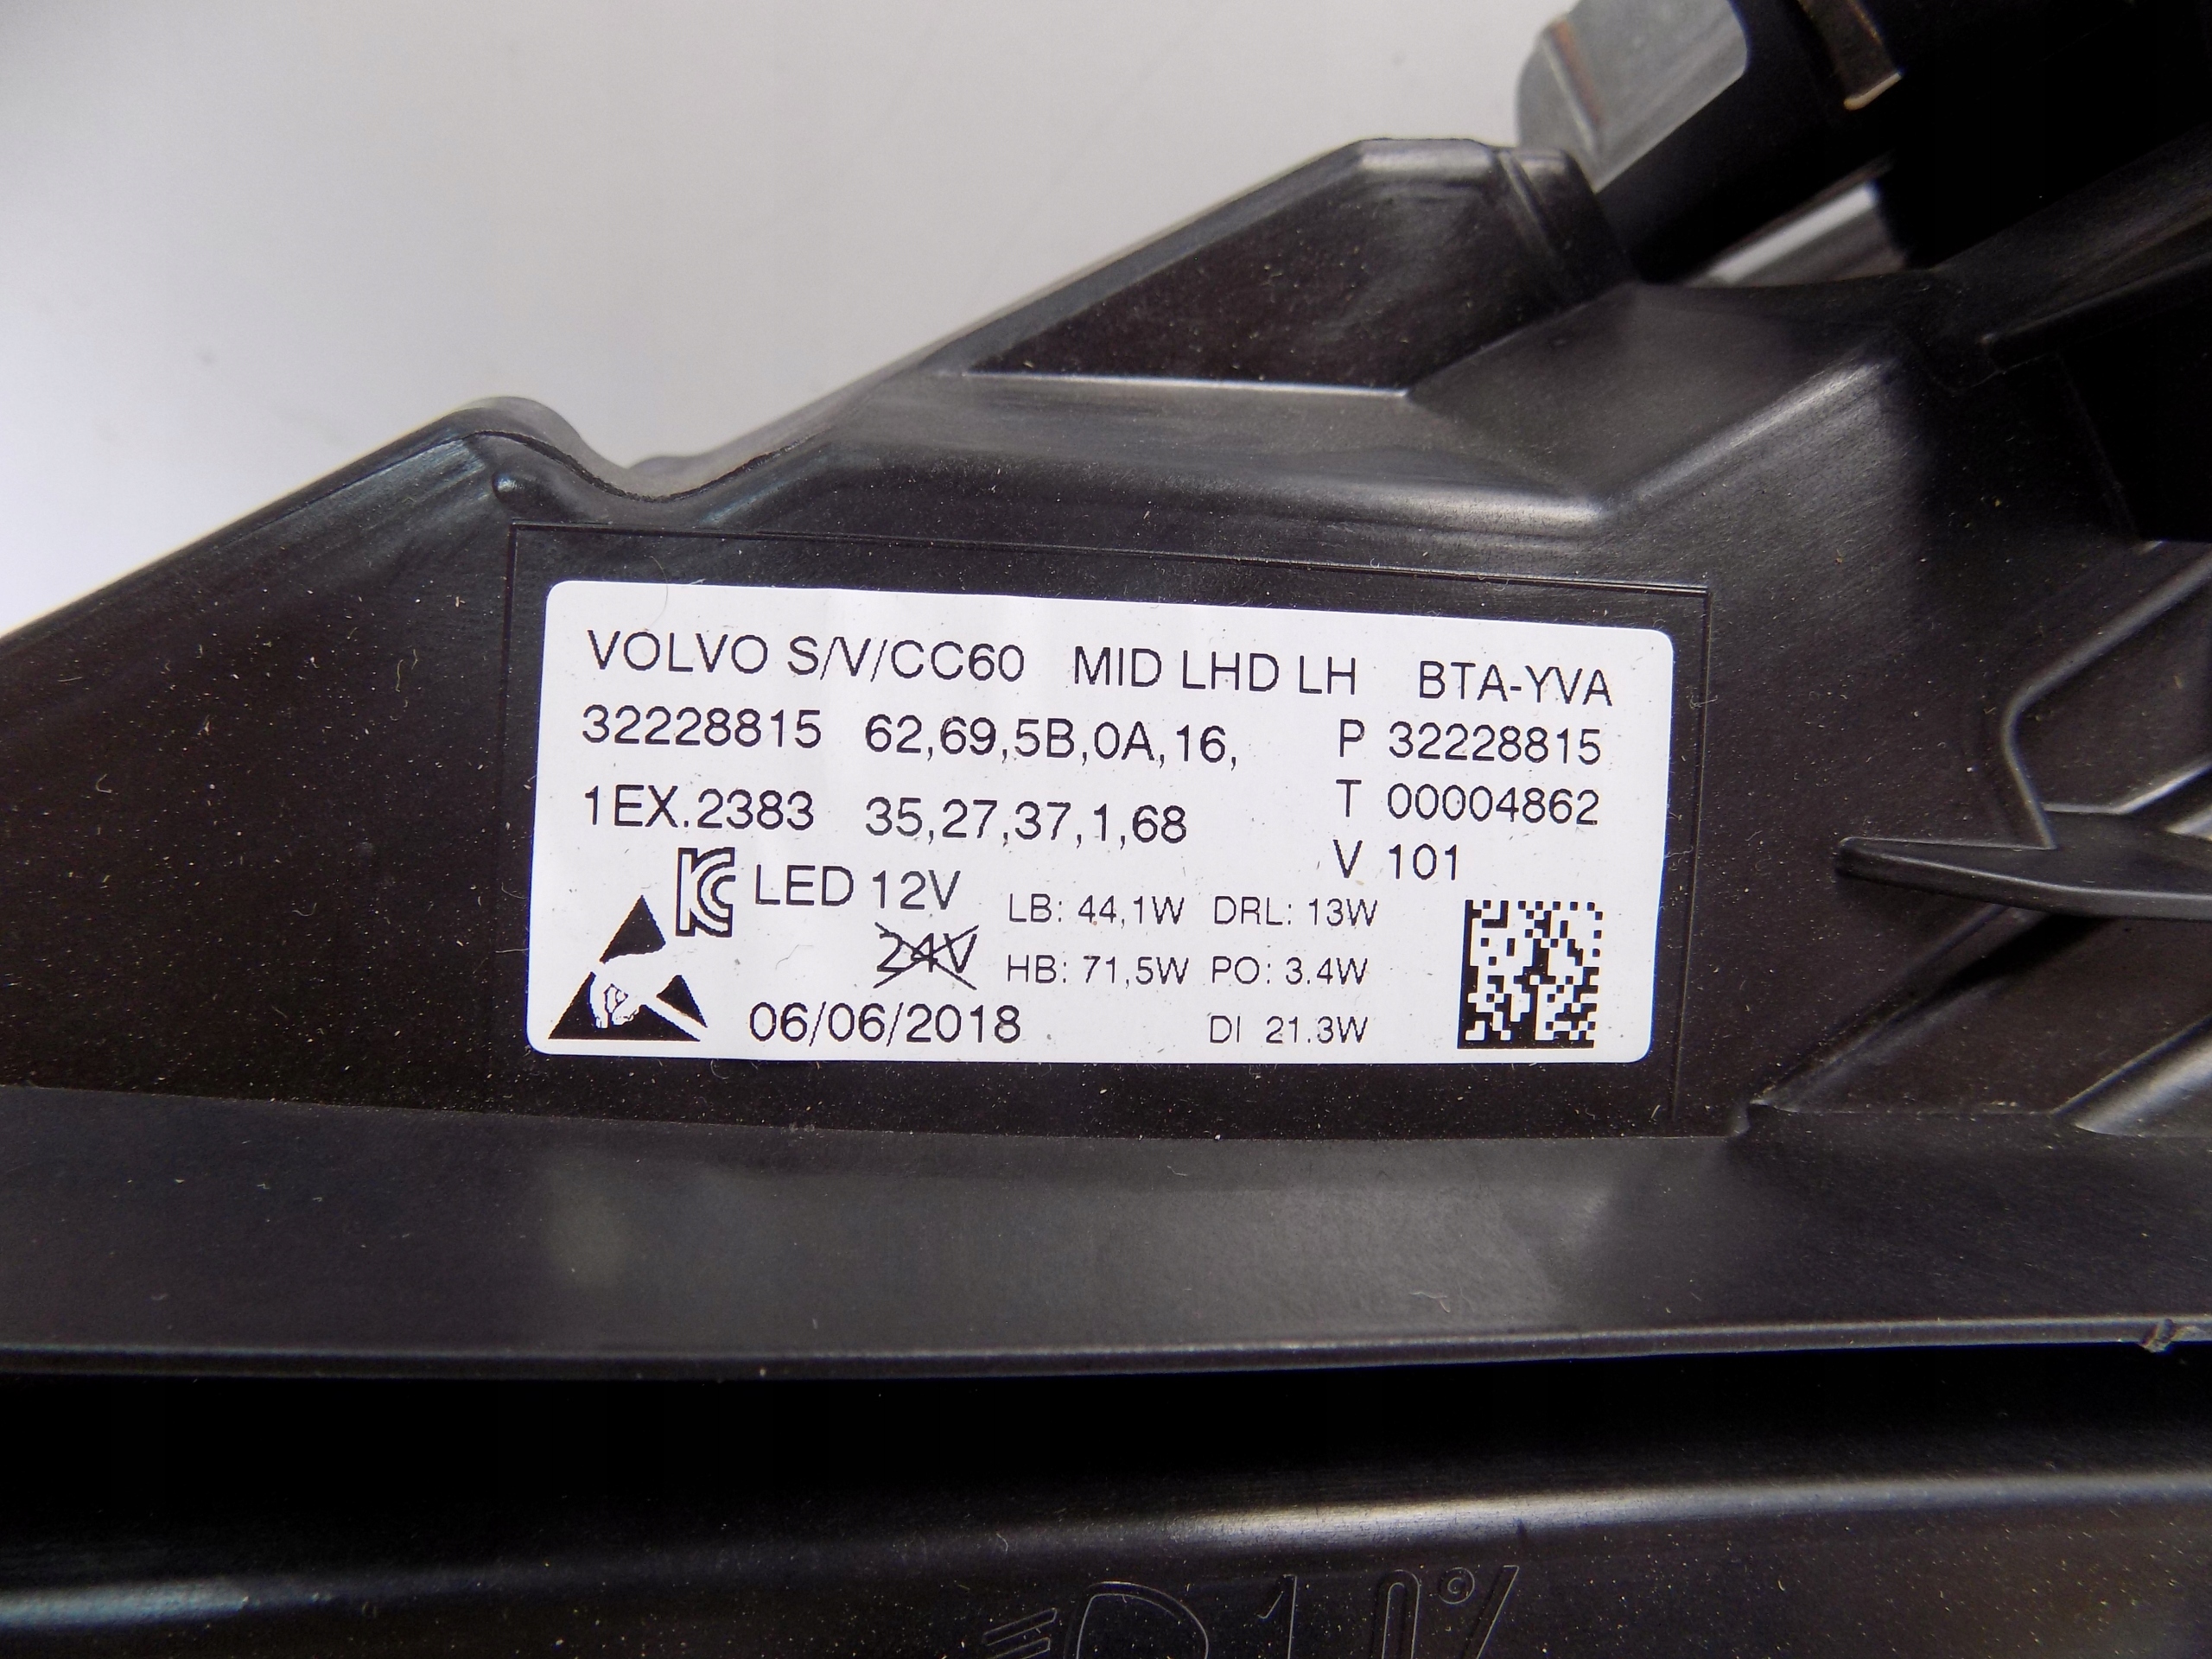 VOLVO S/V/CC60 MID LHD LH BTA-YVA
32228815 62,69,5B,0A,16, P 32228815
1EX.2383 35,27,37,1,68 T 00004862
V 101
LED 12V LB: 44,1W DRL: 13W
24V HB: 71,5W PO: 3.4W
06/06/2018 DI 21.3W
1,0%